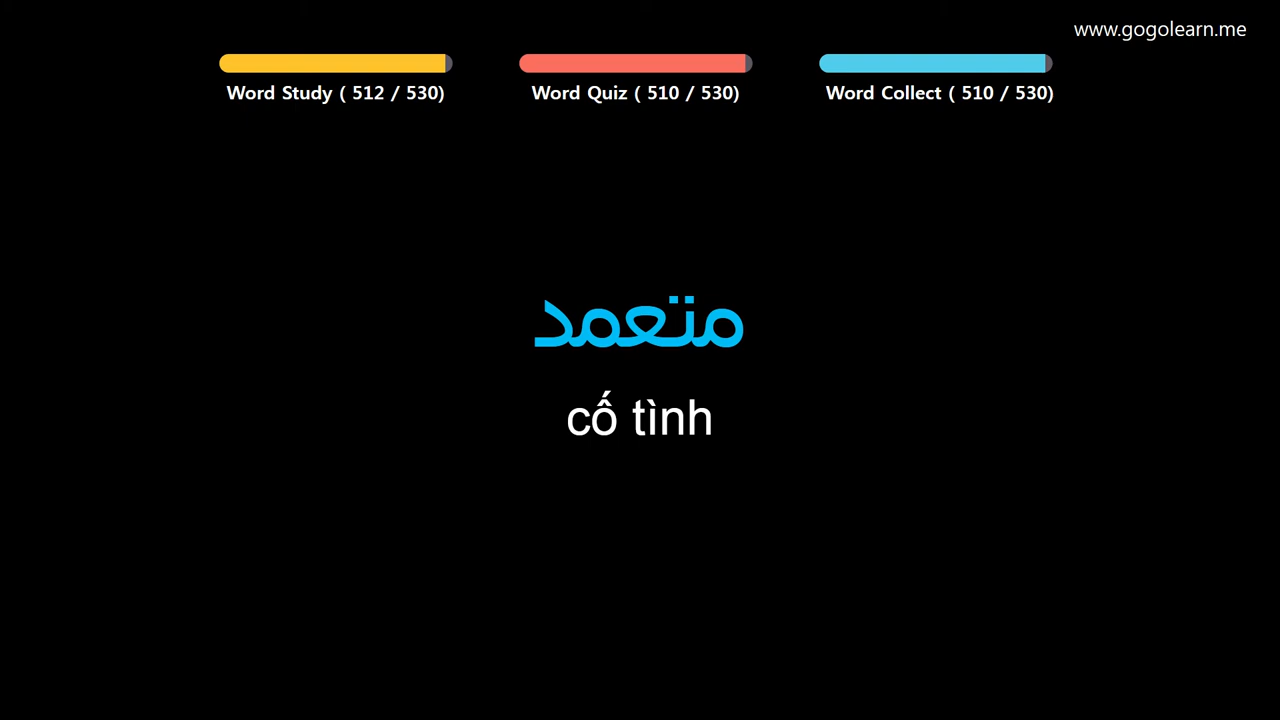 www.gogolearn.me
Word Study ( 512 / 530)
Word Quiz ( 510 / 530)
Word Collect ( 510 / 530)
متعمد
cố tình